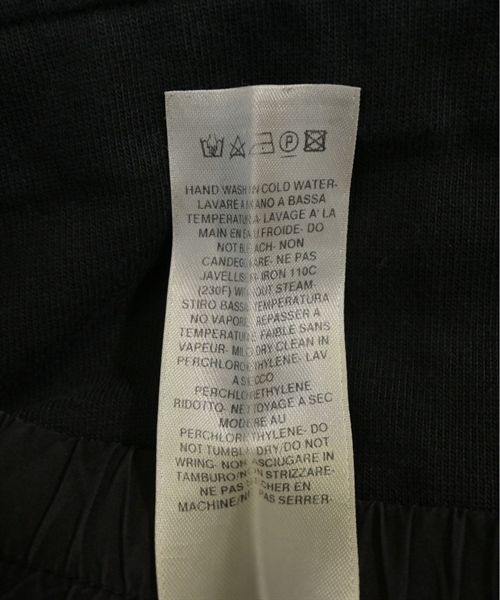 HAND WASH IN COLD WATER-
LAVARE A MANO A BASSA
TEMPERATURA- LAVAGE A' LA
MAIN EN EAU FROIDE- DO
NOT BLEACH- NON
CANDEGGIARE- NE PAS
JAVELLISER- IRON 110C
(230F) WITHOUT STEAM-
STIRO BASSA TEMPERATURA
NO VAPORE- REPASSER A
TEMPERATURE FAIBLE SANS
VAPEUR- MILD DRY CLEAN IN
PERCHLOROETHYLENE- LAV
A SECCO
PERCHLOROETHYLENE
RIDOTTO- NETTOYAGE A SEC
MODERE AU
PERCHLOROETHYLENE- DO
NOT TUMBLE DRY/DO NOT
WRING- NON ASCIUGARE IN
TAMBURO/NON STRIZZARE-
NE PAS SECHER EN
MACHINE/NE PAS SERRER-